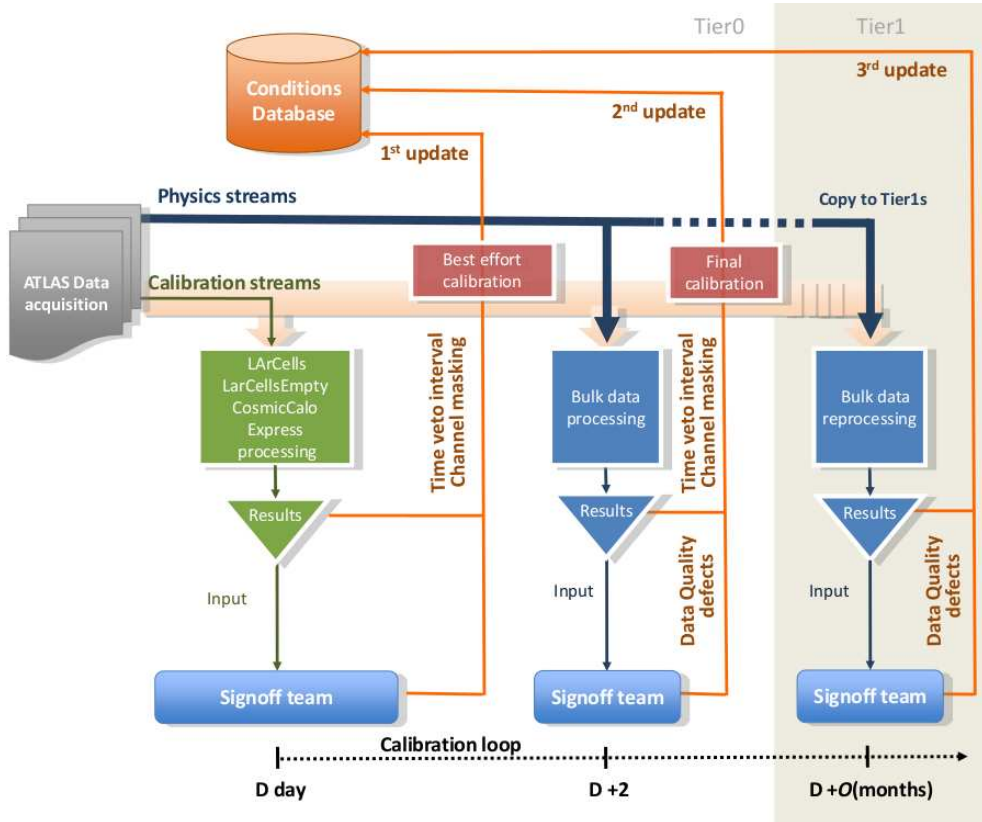 Tier0
Tier1
Conditions
Database
3rd update
2nd update
1st update
Physics streams
Copy to Tier1s
ATLAS Data
acquisition
Calibration streams
Best effort
calibration
Final
calibration
LArCells
LarCellsEmpty
CosmicCalo
Express
processing
Time veto interval
Channel masking
Bulk data
processing
Time veto interval
Channel masking
Bulk data
reprocessing
Results
Results
Results
Input
Input
Data Quality
defects
Input
Data Quality
defects
Signoff team
Signoff team
Signoff team
Calibration loop
D day
D +2
D +O(months)